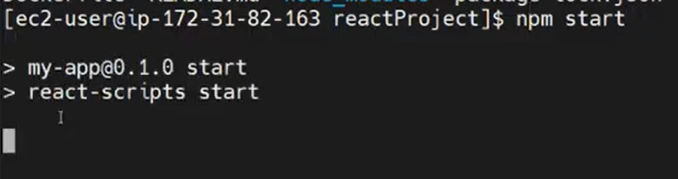 [ec2-user@ip-172-31-82-163 reactProject]$ npm start
> my-app@0.1.0 start
> react-scripts start